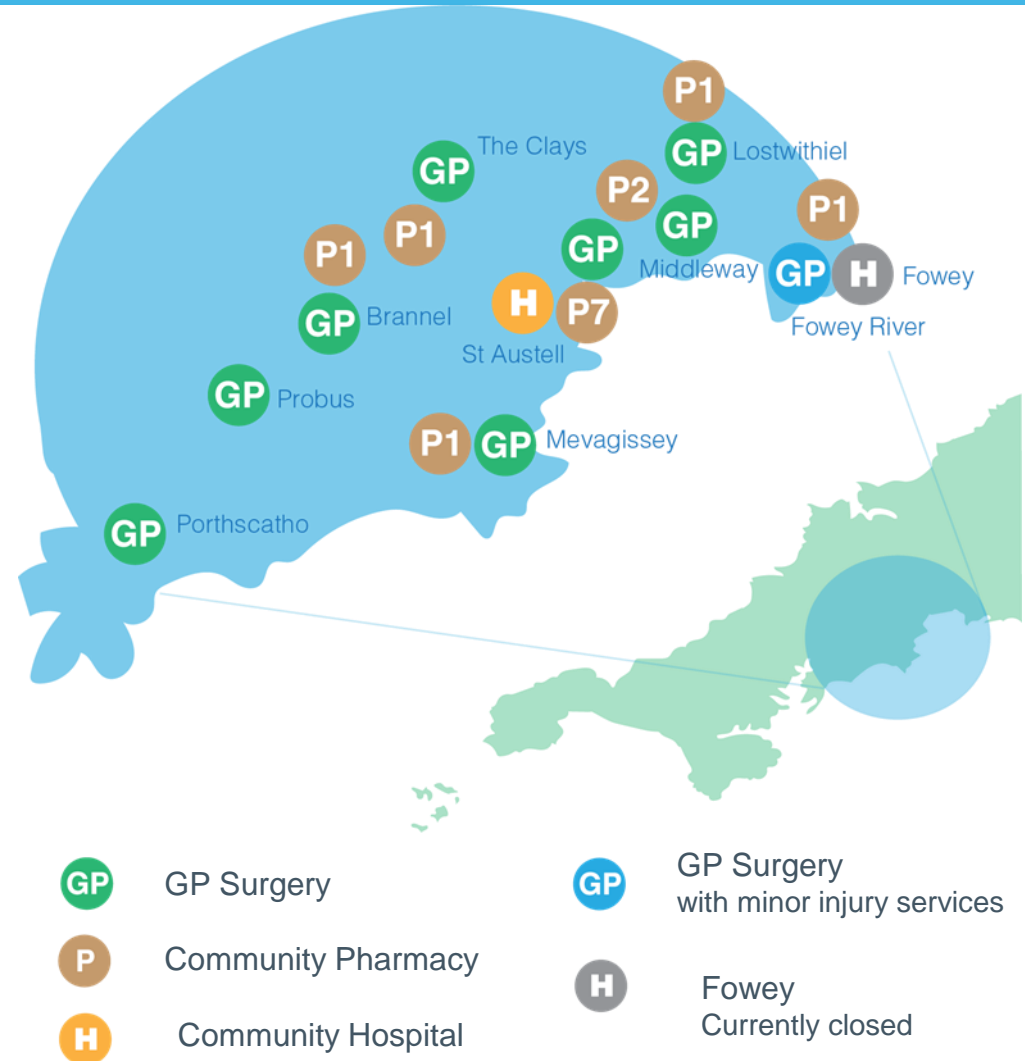 P1
The Clays
GP
GP Lostwithiel
P2
P1
P1
P1
GP
GP
Middleway
GP H Fowey
H
P7
GP Brannel
Fowey River
St Austell
GP Probus
P1 GP Mevagissey
GP Porthscatho
GP GP Surgery
P Community Pharmacy
H Community Hospital
GP GP Surgery
with minor injury services
H Fowey
Currently closed